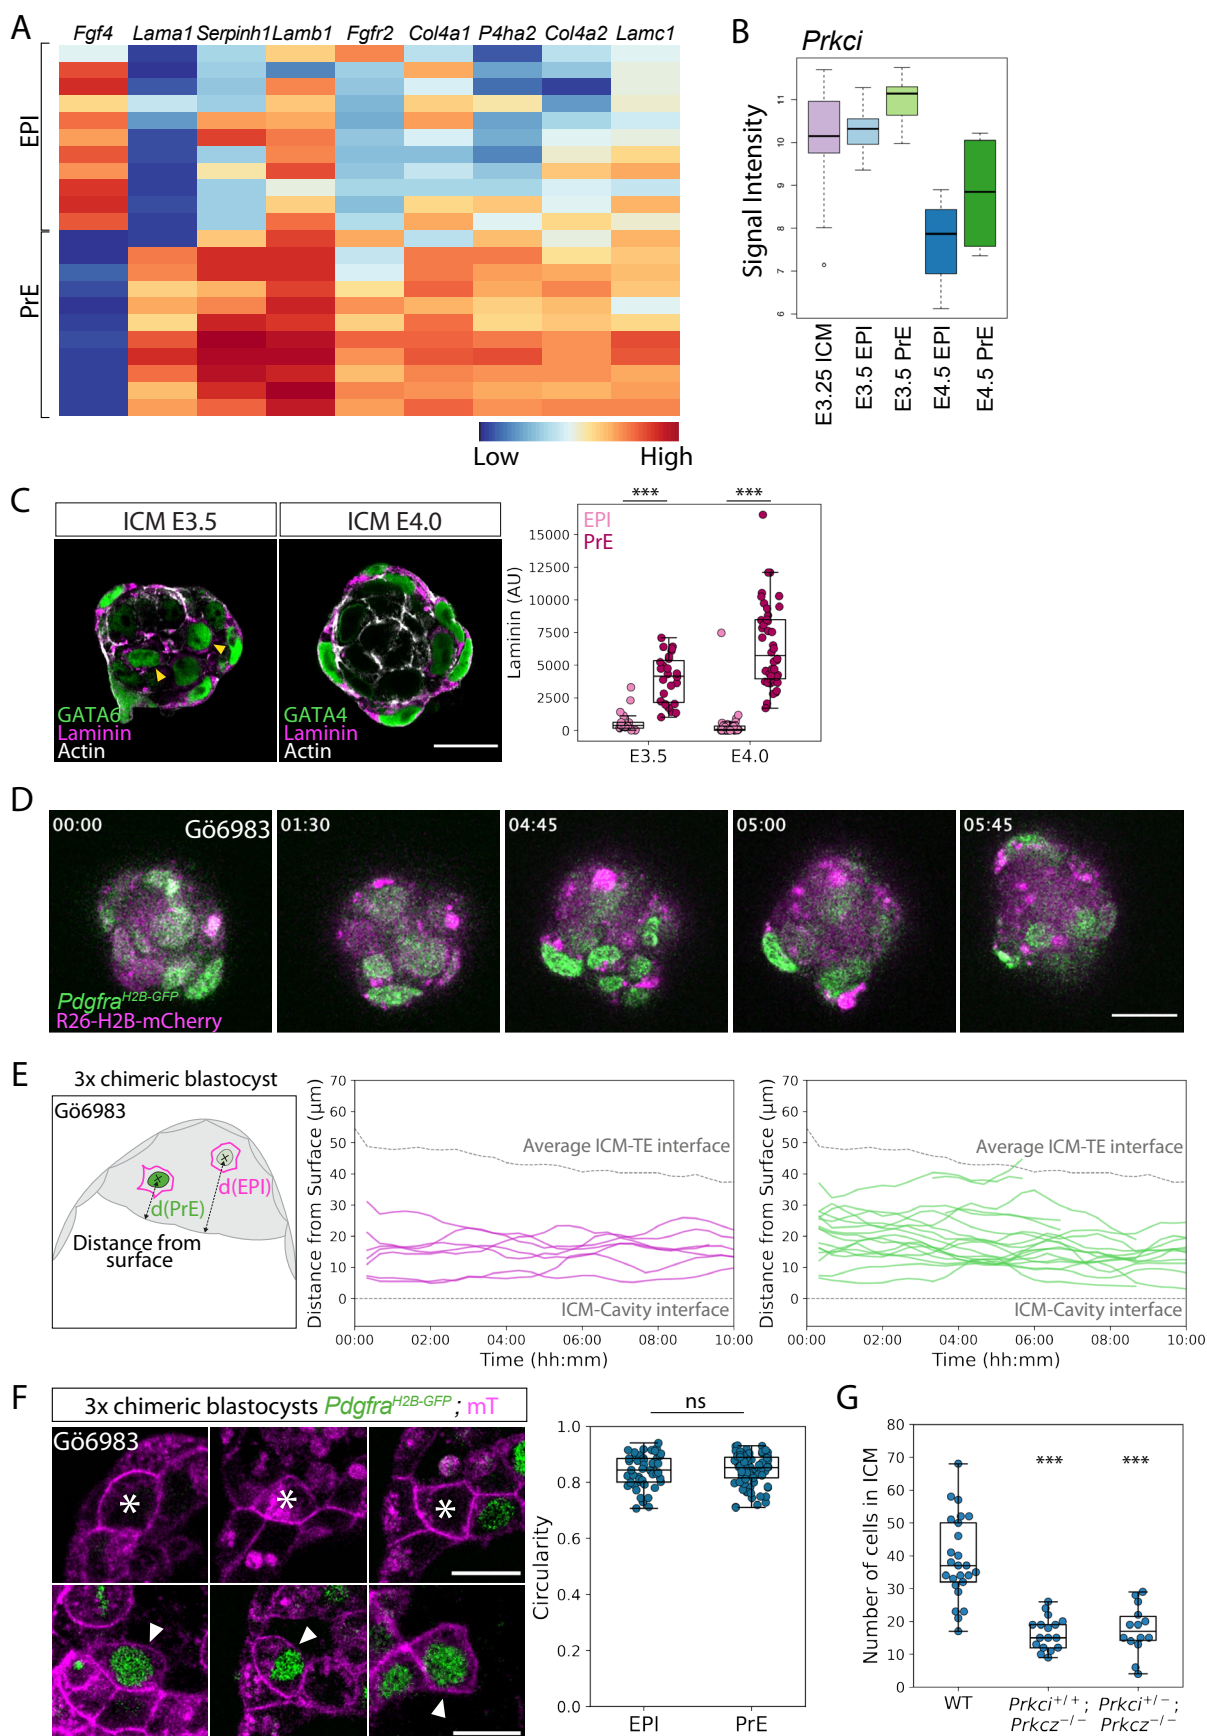 A
Fgf4 Lama1 Serpinh1 Lamb1 Fgfr2 Col4a1 P4ha2 Col4a2 Lamc1
EPI
PrE
Low High
B
Prkci
Signal Intensity
11
10
9
8
7
6
E3.25 ICM
E3.5 EPI
E3.5 PrE
E4.5 EPI
E4.5 PrE
C
ICM E3.5
ICM E4.0
GATA6
Laminin
Actin
GATA4
Laminin
Actin
*** ***
EPI
PrE
Laminin (AU)
15000
12500
10000
7500
5000
2500
0
E3.5 E4.0
D
00:00
Gö6983
01:30
04:45
05:00
05:45
Pdgfra^H2B-GFP
R26-H2B-mCherry
E
3x chimeric blastocyst
Gö6983
d(EPI)
d(PrE)
Distance from
surface
Distance from Surface (µm)
70
60
50
40
30
20
10
0
Average ICM-TE interface
ICM-Cavity interface
00:00 02:00 04:00 06:00 08:00 10:00
Time (hh:mm)
Distance from Surface (µm)
70
60
50
40
30
20
10
0
Average ICM-TE interface
ICM-Cavity interface
00:00 02:00 04:00 06:00 08:00 10:00
Time (hh:mm)
F
3x chimeric blastocysts Pdgfra^H2B-GFP; mT
Gö6983
* * *
ns
Circularity
1.0
0.8
0.6
0.4
0.2
0.0
EPI PrE
G
Number of cells in ICM
80
70
60
50
40
30
20
10
0
*** ***
WT
Prkci+/+;
Prkcz−/−
Prkci+/−;
Prkcz−/−